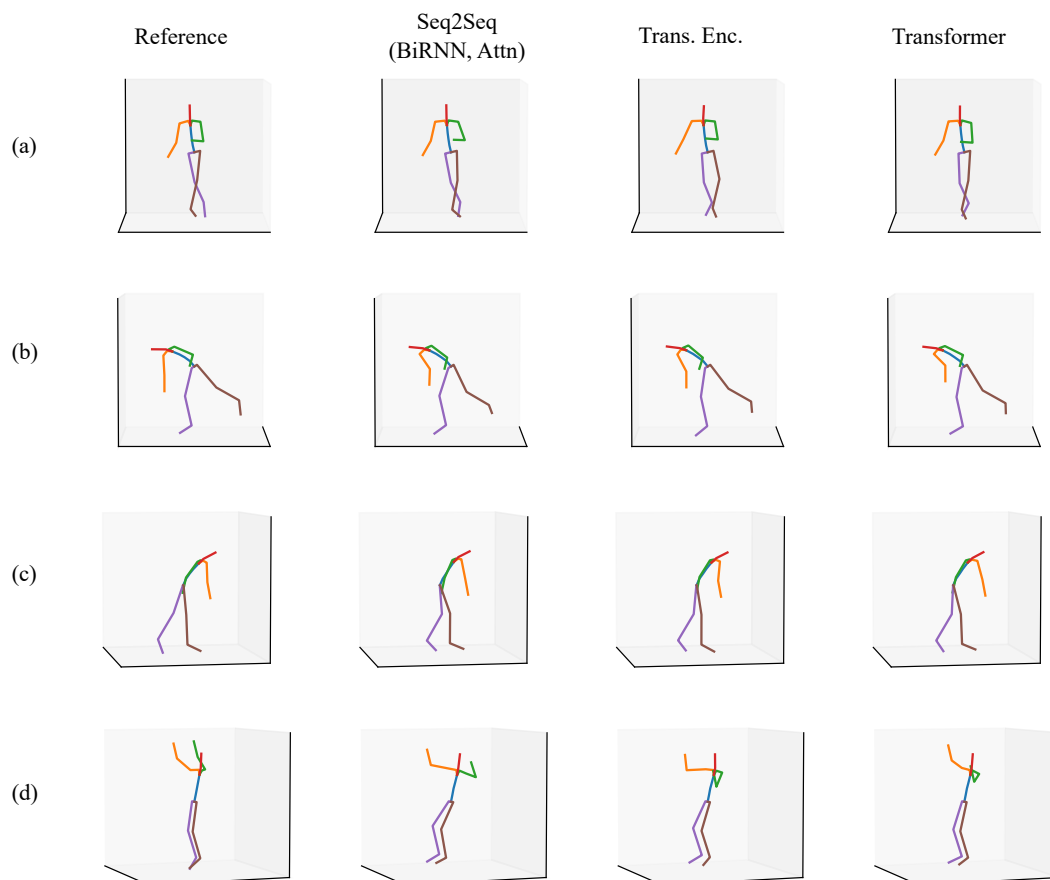 Reference
Seq2Seq
(BiRNN, Attn)
Trans. Enc.
Transformer
(a)
(b)
(c)
(d)